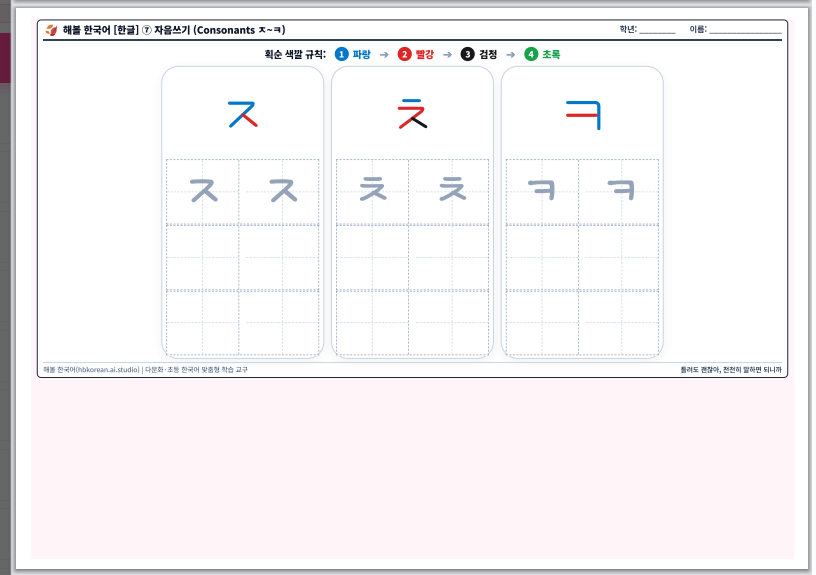 해볼 한국어 [한글] ⑦ 자음쓰기 (Consonants ㅈ~ㅋ)
학년: ________ 이름: ________________
획순 색깔 규칙: 1 파랑 → 2 빨강 → 3 검정 → 4 초록
ㅈ ㅊ ㅋ
ㅈ ㅈ ㅊ ㅊ ㅋ ㅋ
해볼 한국어(hbkorean.ai.studio) | 다문화·초등 한국어 맞춤형 학습 교구
틀려도 괜찮아, 천천히 말하면 되니까